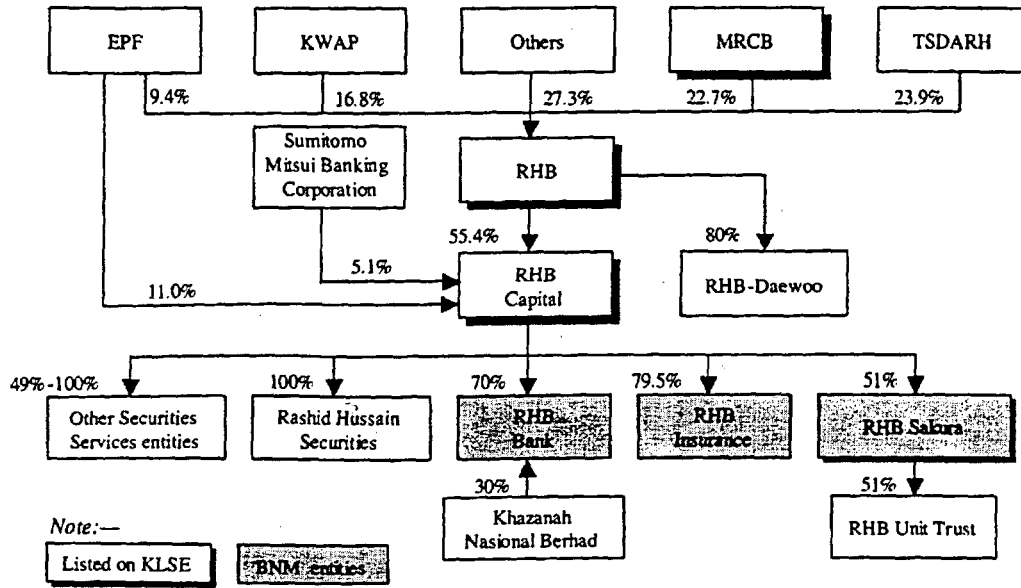 EPF
KWAP
Others
MRCB
TSDARH
9.4%
16.8%
27.3%
22.7%
23.9%
Sumitomo
Mitsui Banking
Corporation
RHB
55.4%
80%
5.1%
RHB
Capital
RHB-Daewoo
11.0%
49%-100%
100%
70%
79.5%
51%
Other Securities
Services entities
Rashid Hussain
Securities
RHB
Bank
RHB
Insurance
RHB Sakura
30%
51%
Khazanah
Nasional Berhad
RHB Unit Trust
Note:—
Listed on KLSE
BNM entities